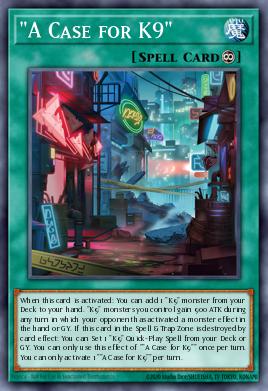 "A Case for K9"
魔
[Spell Card
When this card is activated: You can add 1 "K9" monster from your
Deck to your hand. "K9" monsters you control gain 900 ATK during
any turn in which your opponent has activated a monster effect in
the hand or GY. If this card in the Spell & Trap Zone is destroyed by
card effect: You can Set 1 "K9" Quick-Play Spell from your Deck or
GY. You can only use this effect of ""A Case for K9"" once per turn.
You can only activate 1 ""A Case for K9"" per turn.